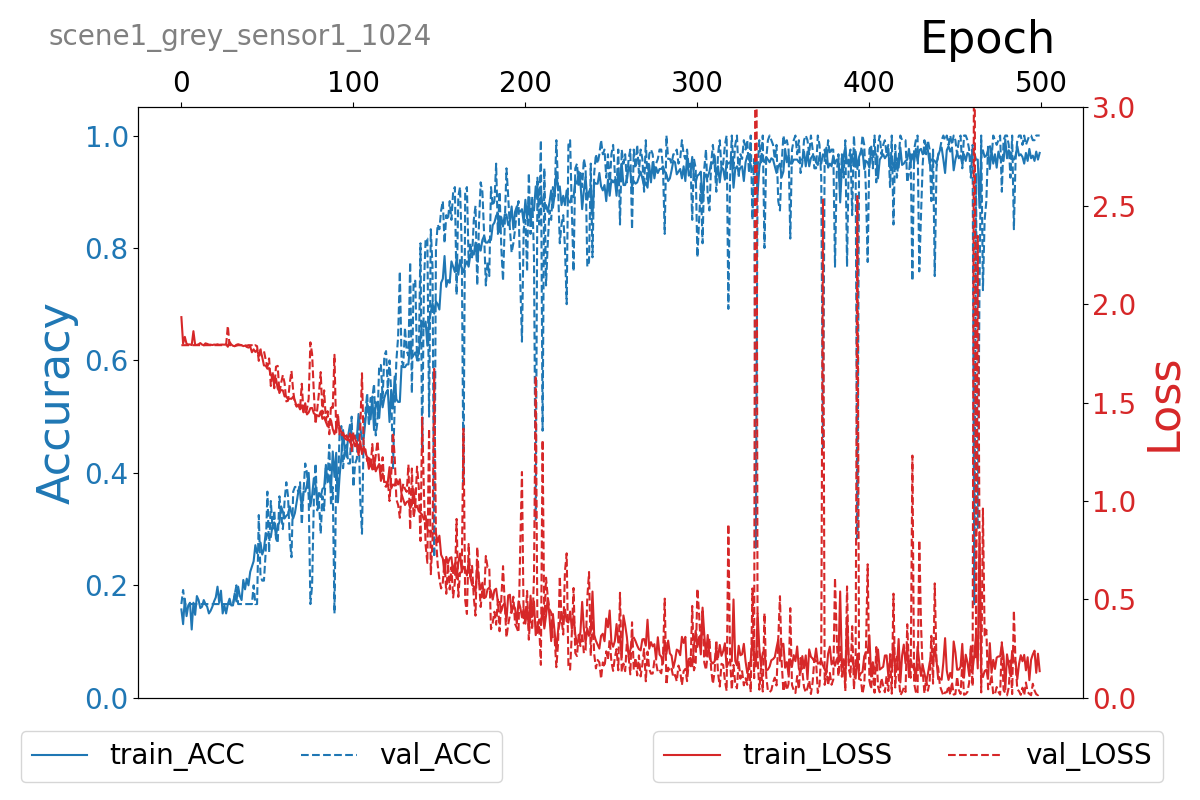 scene1_grey_sensor1_1024
Epoch
0 100 200 300 400 500
1.0
0.8
0.6
0.4
0.2
0.0
Accuracy
3.0
2.5
2.0
1.5
1.0
0.5
0.0
Loss
train_ACC val_ACC
train_LOSS val_LOSS